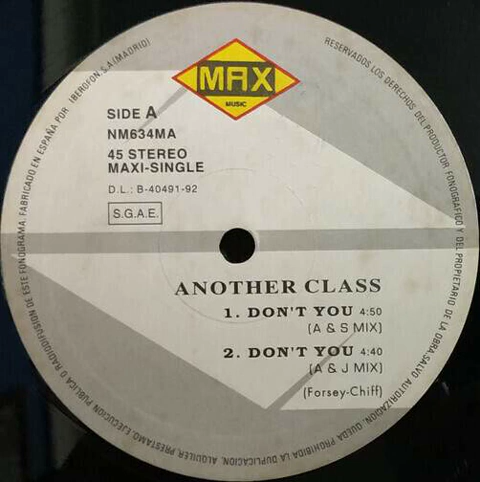 MAX
MUSIC
SIDE A
NM634MA
45 STEREO
MAXI-SINGLE
D.L.: B-40491-92
S.G.A.E.
ANOTHER CLASS
1. DON'T YOU 4:50
(A & S MIX)
2. DON'T YOU 4:40
(A & J MIX)
(Forsey-Chiff)
RESERVADOS LOS DERECHOS DEL PRODUCTOR FONOGRAFICO Y DEL PROPIETARIO DE LA OBRA. SALVO AUTORIZACION, QUEDA PROHIBIDA LA DUPLICACION, ALQUILER, PRESTAMO, EJECUCION PUBLICA O RADIODIFUSION DE ESTE FONOGRAMA. FABRICADO EN ESPAÑA POR IBEROFON, S.A. (MADRID)